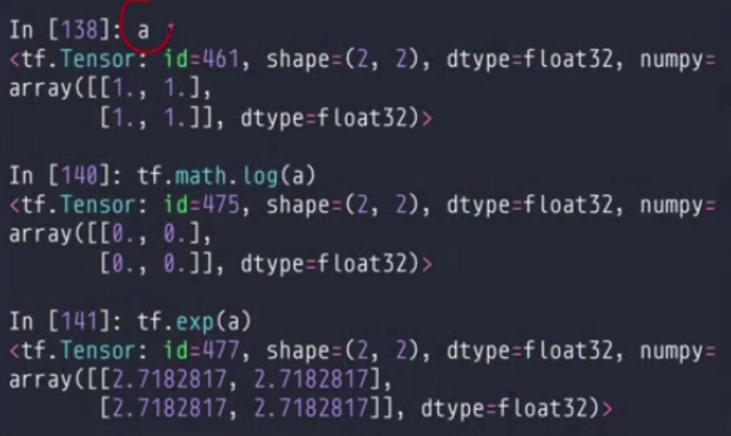 In [138]: a
<tf.Tensor: id=461, shape=(2, 2), dtype=float32, numpy=
array([[1., 1.],
       [1., 1.]], dtype=float32)>
In [140]: tf.math.log(a)
<tf.Tensor: id=475, shape=(2, 2), dtype=float32, numpy=
array([[0., 0.],
       [0., 0.]], dtype=float32)>
In [141]: tf.exp(a)
<tf.Tensor: id=477, shape=(2, 2), dtype=float32, numpy=
array([[2.7182817, 2.7182817],
       [2.7182817, 2.7182817]], dtype=float32)>